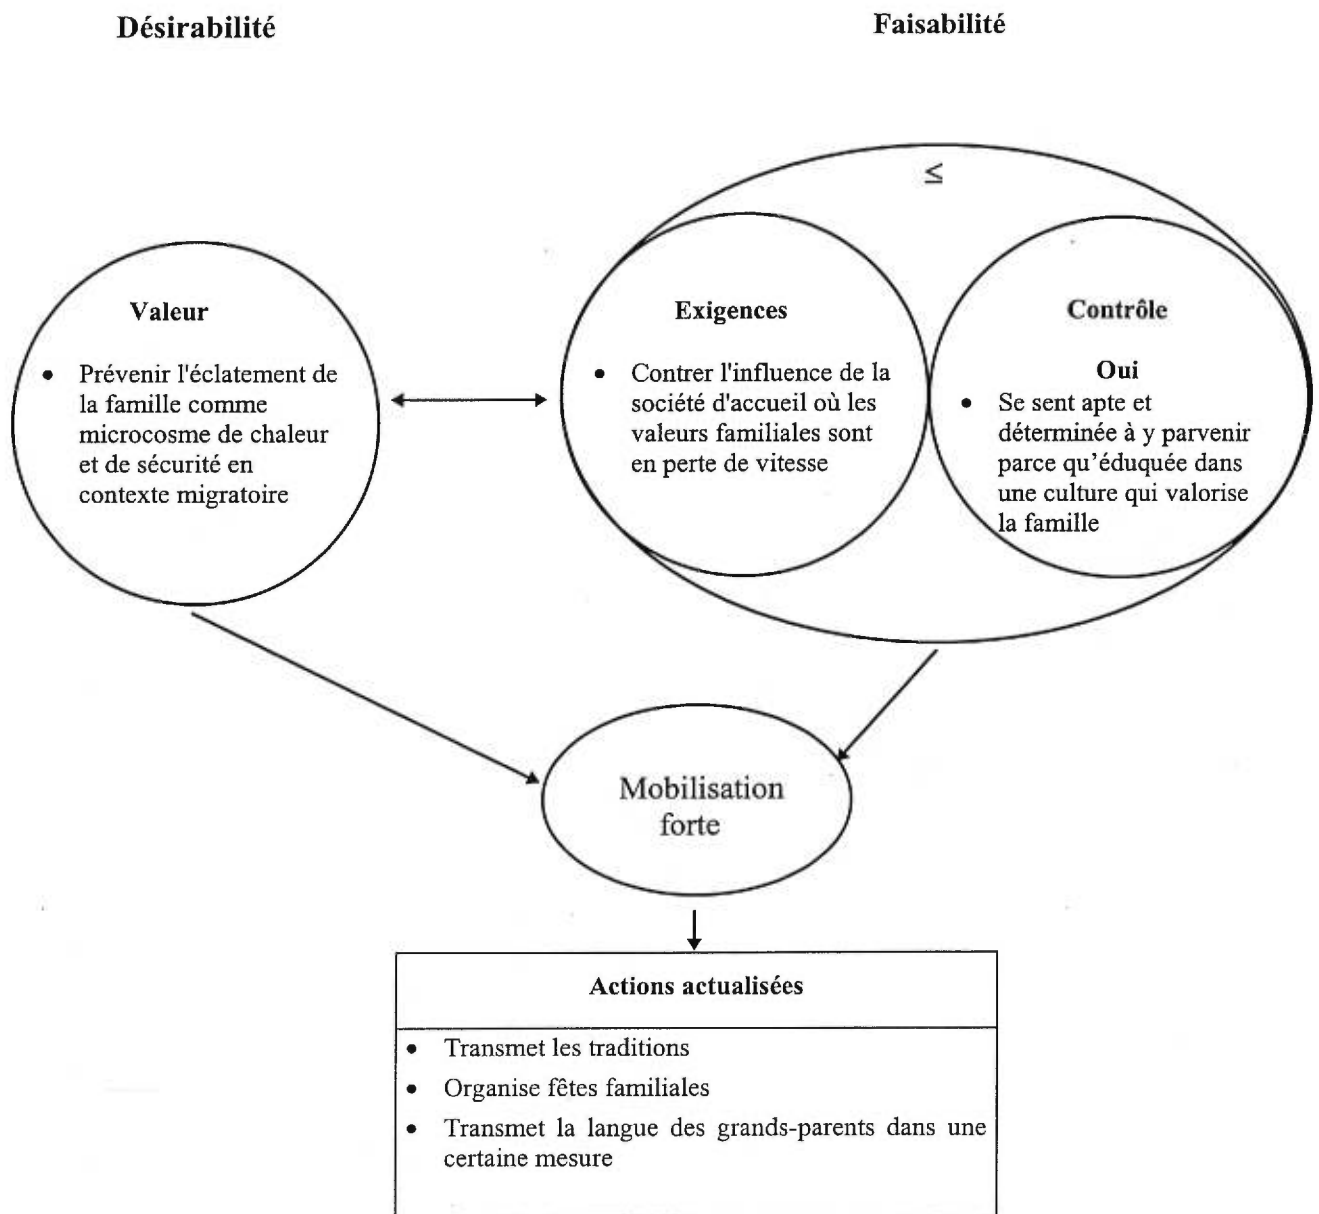 Désirabilité
Faisabilité
≤
Valeur
• Prévenir l'éclatement de
la famille comme
microcosme de chaleur
et de sécurité en
contexte migratoire
Exigences
• Contrer l'influence de la
société d'accueil où les
valeurs familiales sont
en perte de vitesse
Contrôle
Oui
• Se sent apte et
déterminée à y parvenir
parce qu'éduquée dans
une culture qui valorise
la famille
Mobilisation
forte
Actions actualisées
• Transmet les traditions
• Organise fêtes familiales
• Transmet la langue des grands-parents dans une
certaine mesure